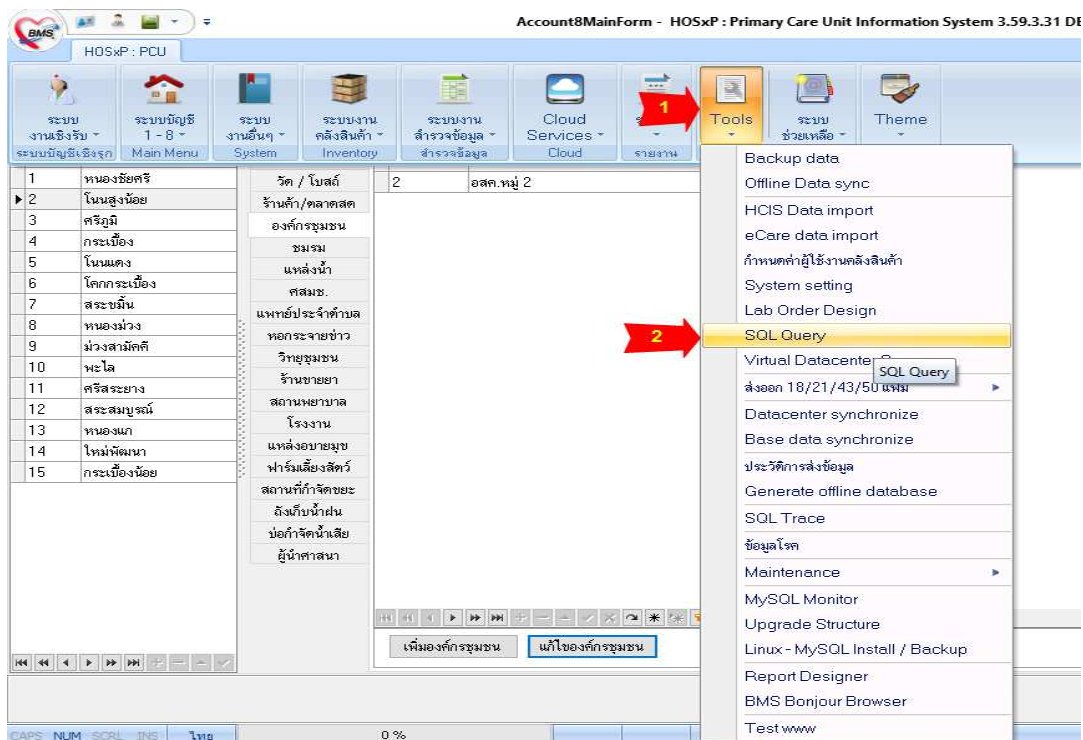 BMS
Account8MainForm - HOSxP : Primary Care Unit Information System 3.59.3.31 DE
HOSxP : PCU
ระบบ
งานเชิงรับ
ระบบบัญชี
1 - 8
ระบบ
งานอื่นๆ
ระบบงาน
คลังสินค้า
ระบบงาน
สำรวจข้อมูล
Cloud
Services
1
Tools
ระบบ
ช่วยเหลือ
Theme
ระบบบัญชีเชิงรุก
Main Menu
System
Inventory
สำรวจข้อมูล
Cloud
รายงาน
1 หนองชัยศรี
2 โนนสูงน้อย
3 ศรีภูมิ
4 กระเบื้อง
5 โนนแดง
6 โคกกระเบื้อง
7 สระขมิ้น
8 หนองม่วง
9 ม่วงสามัคคี
10 พะไล
11 ศรีสระยาง
12 สระสมบูรณ์
13 หนองแก
14 ใหม่พัฒนา
15 กระเบื้องน้อย
วัด / โบสถ์
ร้านค้า/ตลาดสด
องค์กรชุมชน
ชมรม
แหล่งน้ำ
ศสมช.
แพทย์ประจำตำบล
หอกระจายข่าว
วิทยุชุมชน
ร้านขายยา
สถานพยาบาล
โรงงาน
แหล่งอบายมุข
ฟาร์มเลี้ยงสัตว์
สถานที่กำจัดขยะ
ถังเก็บน้ำฝน
บ่อกำจัดน้ำเสีย
ผู้นำศาสนา
2 อสค.หมู่ 2
Backup data
Offline Data sync
HCIS Data import
eCare data import
กำหนดค่าผู้ใช้งานคลังสินค้า
System setting
Lab Order Design
2
SQL Query
Virtual Datacenter
SQL Query
ส่งออก 18/21/43/50 แฟ้ม
Datacenter synchronize
Base data synchronize
ประวัติการส่งข้อมูล
Generate offline database
SQL Trace
ข้อมูลโรค
Maintenance
MySQL Monitor
Upgrade Structure
Linux - MySQL Install / Backup
Report Designer
BMS Bonjour Browser
Test www
เพิ่มองค์กรชุมชน
แก้ไของค์กรชุมชน
CAPS NUM SCRL INS ไทย 0 %